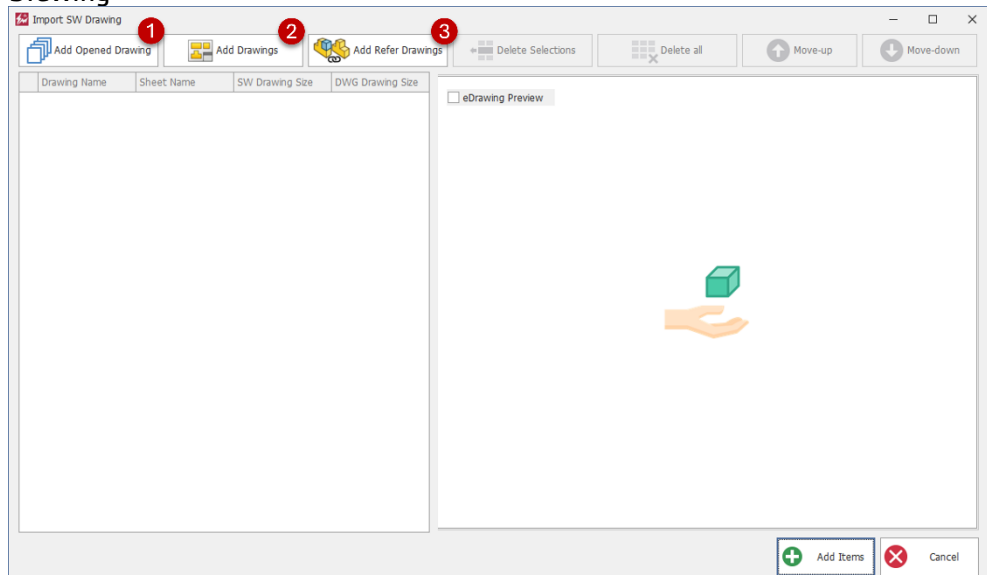 Drawing
Import SW Drawing
1 2 3
Add Opened Drawing Add Drawings Add Refer Drawings Delete Selections Delete all Move-up Move-down
Drawing Name Sheet Name SW Drawing Size DWG Drawing Size
eDrawing Preview
Add Items Cancel